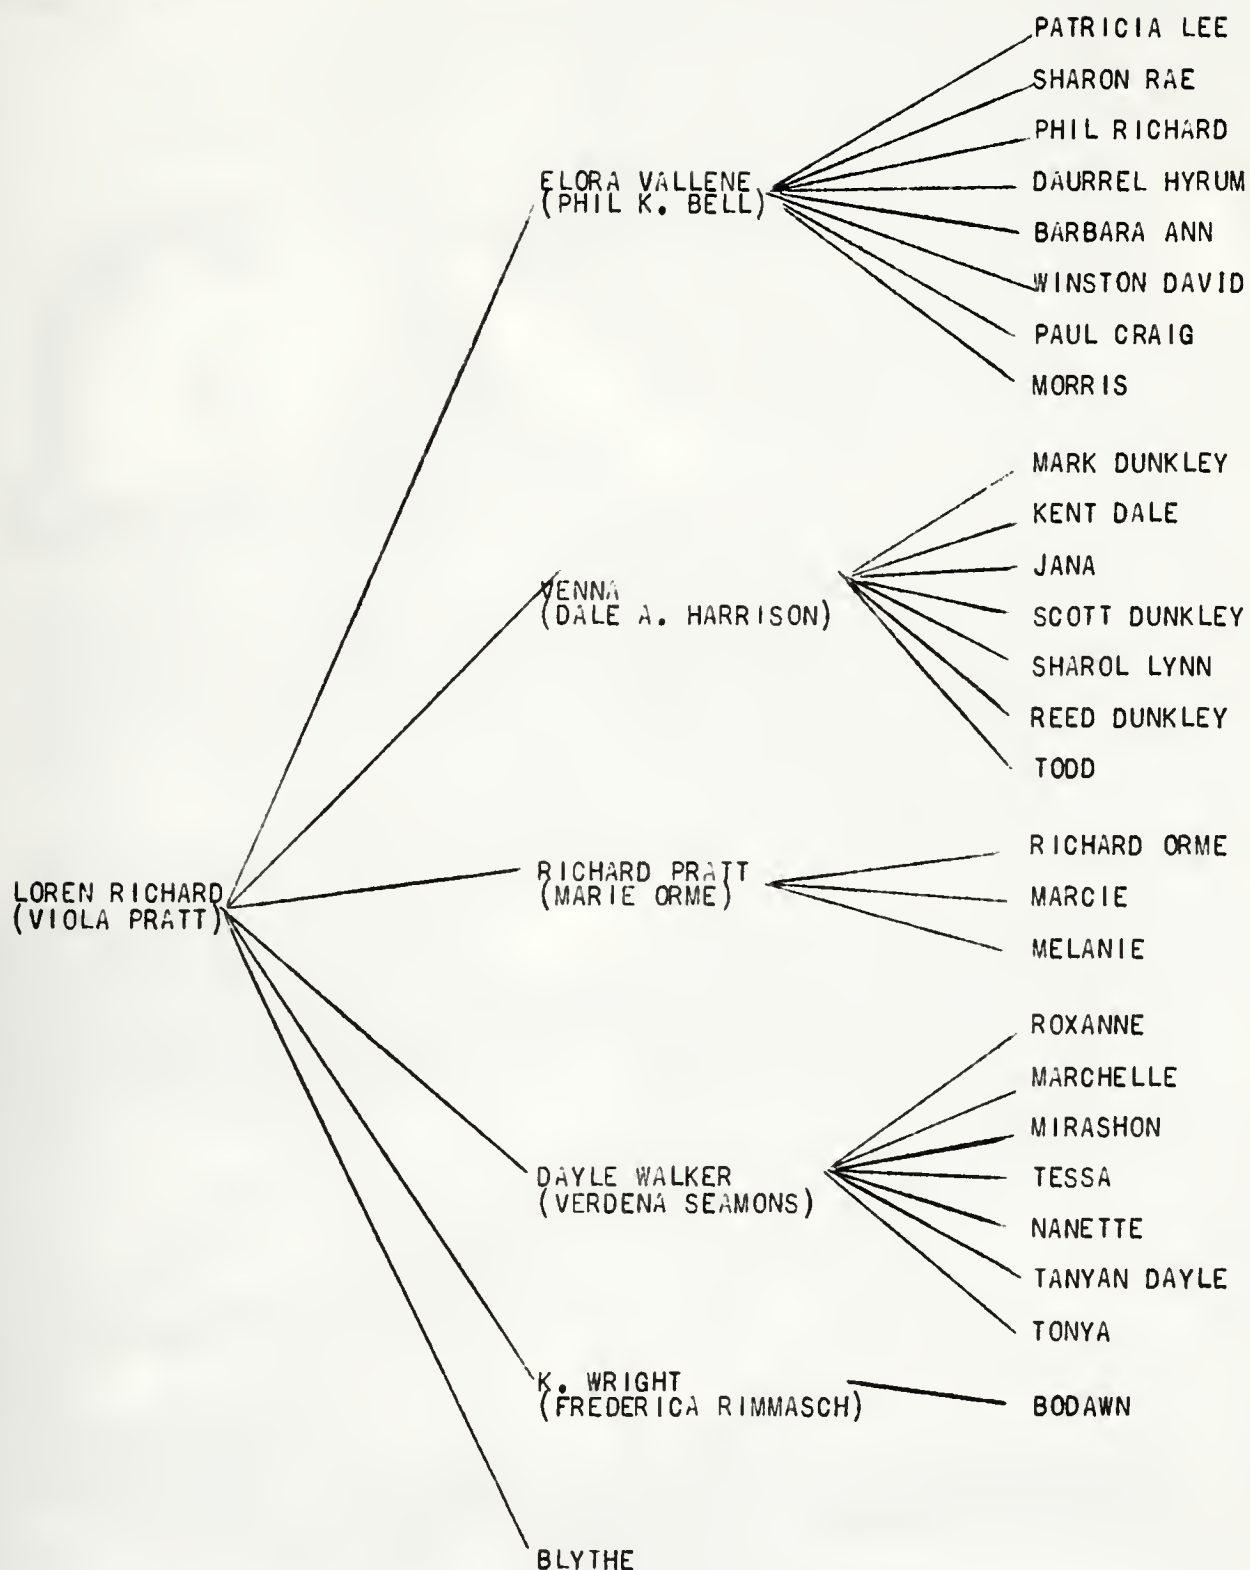 PATRICIA LEE
SHARON RAE
PHIL RICHARD
ELORA VALLENE
(PHIL K. BELL)
DAURREL HYRUM
BARBARA ANN
WINSTON DAVID
PAUL CRAIG
MORRIS
MARK DUNKLEY
KENT DALE
JANA
VENNA
(DALE A. HARRISON)
SCOTT DUNKLEY
SHAROL LYNN
REED DUNKLEY
TODD
LOREN RICHARD
(VIOLA PRATT)
RICHARD PRATT
(MARIE ORME)
RICHARD ORME
MARCIE
MELANIE
ROXANNE
MARCHELLE
MIRASHON
DAYLE WALKER
(VERDENA SEAMONS)
TESSA
NANETTE
TANYAN DAYLE
TONYA
K. WRIGHT
(FREDERICA RIMMASCH)
BODAWN
BLYTHE